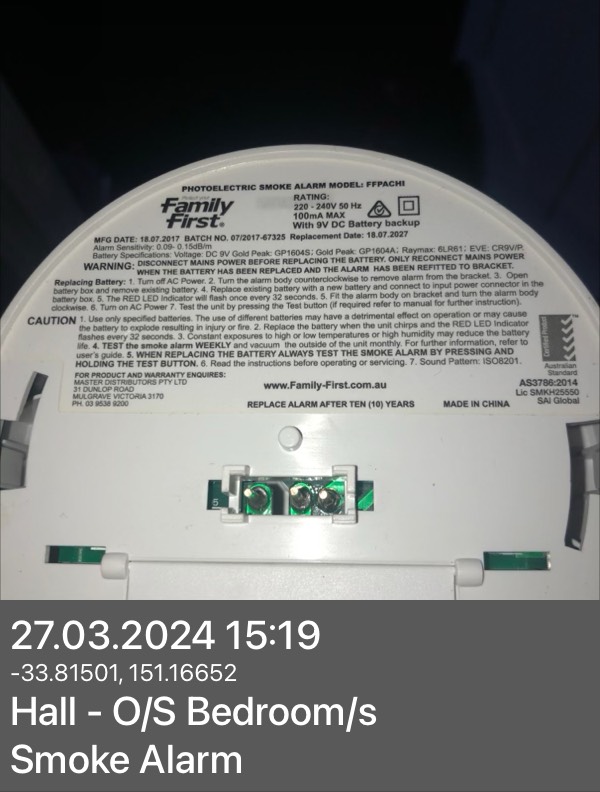 PHOTOELECTRIC SMOKE ALARM MODEL: FFPACHI
Family First®
RATING:
220 - 240V 50 Hz
100mA MAX
With 9V DC Battery backup
MFG DATE: 18.07.2017 BATCH NO. 07/2017-67325 Replacement Date: 18.07.2027
Alarm Sensitivity: 0.09- 0.15dB/m
Battery Specifications: Voltage: DC 9V Gold Peak: GP1604S; Gold Peak: GP1604A; Raymax: 6LR61; EVE: CR9V/P.
WARNING: DISCONNECT MAINS POWER BEFORE REPLACING THE BATTERY. ONLY RECONNECT MAINS POWER
WHEN THE BATTERY HAS BEEN REPLACED AND THE ALARM HAS BEEN REFITTED TO BRACKET.
Replacing Battery: 1. Turn off AC Power. 2. Turn the alarm body counterclockwise to remove alarm from the bracket. 3. Open
battery box and remove existing battery. 4. Replace existing battery with a new battery and connect to input power connector in the
battery box. 5. The RED LED Indicator will flash once every 32 seconds. 5. Fit the alarm body on bracket and turn the alarm body
clockwise. 6. Turn on AC Power 7. Test the unit by pressing the Test button (if required refer to manual for further instruction).
CAUTION 1. Use only specified batteries. The use of different batteries may have a detrimental effect on operation or may cause
the battery to explode resulting in injury or fire. 2. Replace the battery when the unit chirps and the RED LED Indicator
flashes every 32 seconds. 3. Constant exposures to high or low temperatures or high humidity may reduce the battery
life. 4. TEST the smoke alarm WEEKLY and vacuum the outside of the unit monthly. For further information, refer to
user's guide. 5. WHEN REPLACING THE BATTERY ALWAYS TEST THE SMOKE ALARM BY PRESSING AND
HOLDING THE TEST BUTTON. 6. Read the instructions before operating or servicing. 7. Sound Pattern: ISO8201.
FOR PRODUCT AND WARRANTY ENQUIRES:
MASTER DISTRIBUTORS PTY LTD
31 DUNLOP ROAD
MULGRAVE VICTORIA 3170
PH. 03 9538 9200
www.Family-First.com.au
REPLACE ALARM AFTER TEN (10) YEARS
MADE IN CHINA
Certified Product
Australian
Standard
AS3786:2014
Lic SMKH25550
SAI Global
27.03.2024 15:19
-33.81501, 151.16652
Hall - O/S Bedroom/s
Smoke Alarm